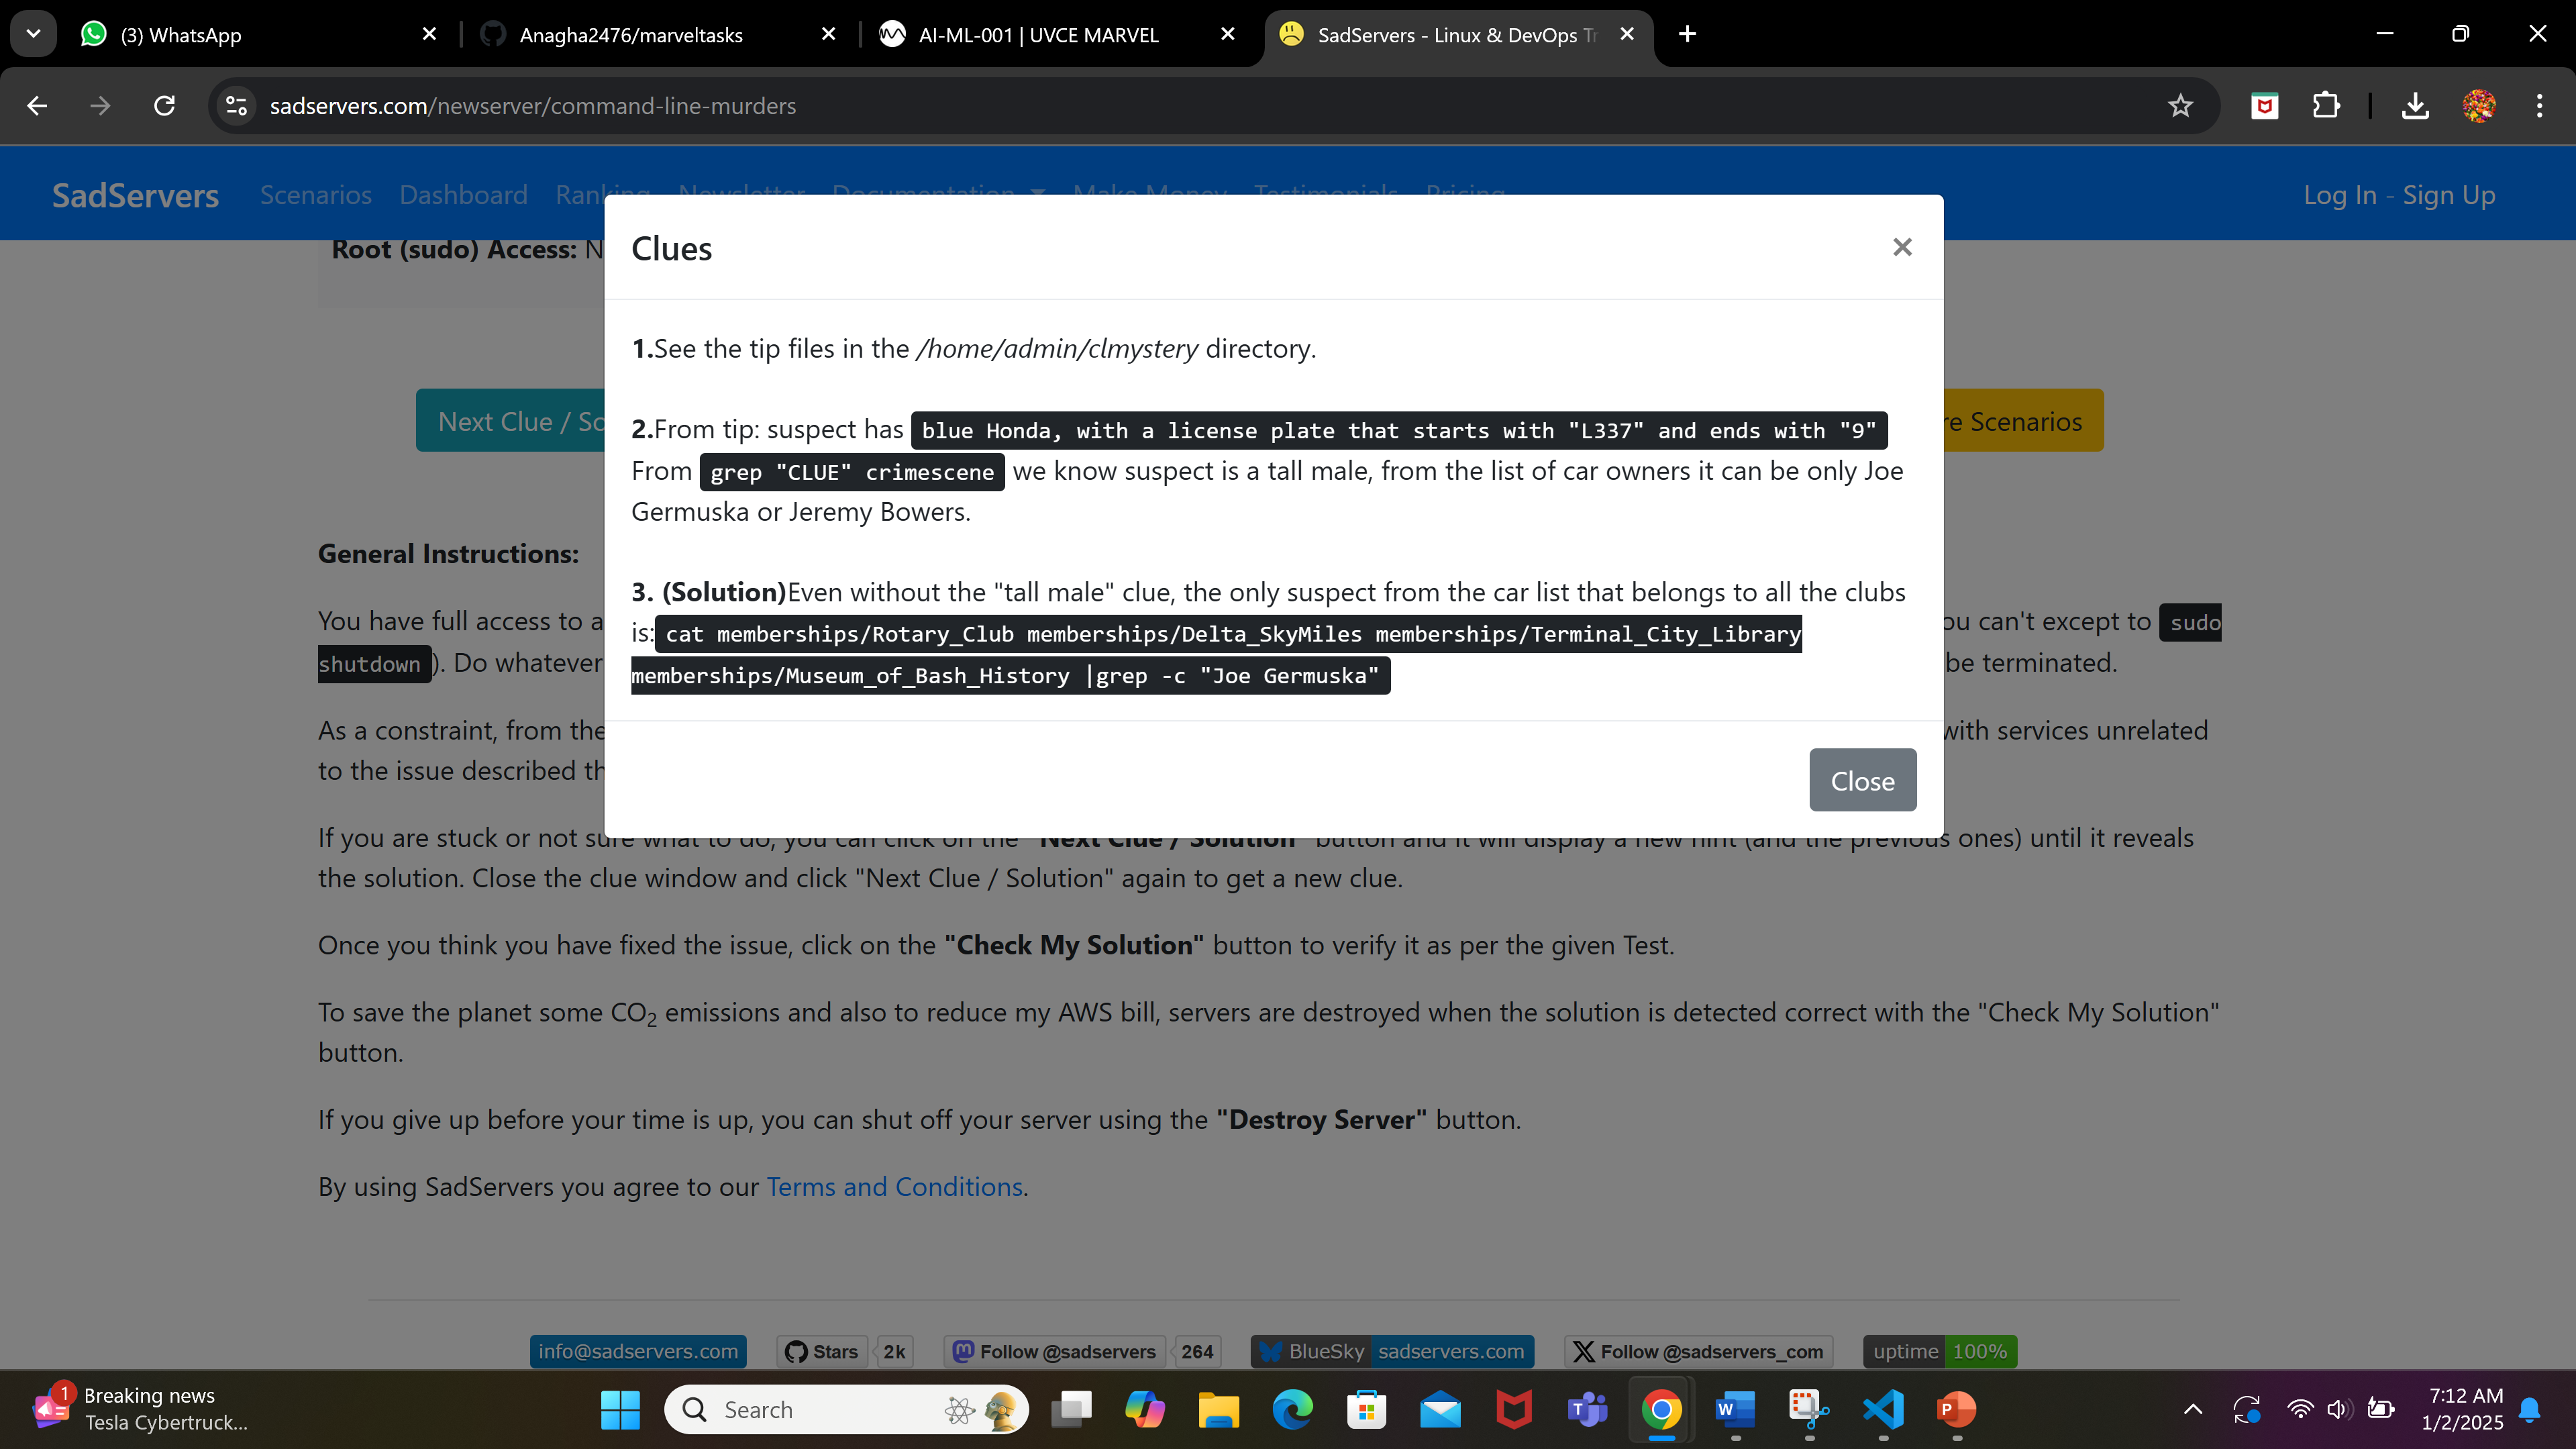 (3) WhatsApp
Anagha2476/marveltasks
AI-ML-001 | UVCE MARVEL
SadServers - Linux & DevOps Tr
sadservers.com/newserver/command-line-murders
SadServers Scenarios Dashboard Ranking Newsletter Documentation Make Money Testimonials Pricing Log In - Sign Up
Root (sudo) Access: N
Clues
×
1.See the tip files in the /home/admin/clmystery directory.
Next Clue / So
re Scenarios
2.From tip: suspect has blue Honda, with a license plate that starts with "L337" and ends with "9"
From grep "CLUE" crimescene we know suspect is a tall male, from the list of car owners it can be only Joe
Germuska or Jeremy Bowers.
3. (Solution)Even without the "tall male" clue, the only suspect from the car list that belongs to all the clubs
is: cat memberships/Rotary_Club memberships/Delta_SkyMiles memberships/Terminal_City_Library
memberships/Museum_of_Bash_History |grep -c "Joe Germuska"
Close
General Instructions:
You have full access to a
ou can't except to sudo
shutdown ). Do whatever
be terminated.
As a constraint, from the
with services unrelated
to the issue described th
If you are stuck or not sure what to do, you can click on the "Next Clue / Solution" button and it will display a new hint (and the previous ones) until it reveals
the solution. Close the clue window and click "Next Clue / Solution" again to get a new clue.
Once you think you have fixed the issue, click on the "Check My Solution" button to verify it as per the given Test.
To save the planet some CO2 emissions and also to reduce my AWS bill, servers are destroyed when the solution is detected correct with the "Check My Solution"
button.
If you give up before your time is up, you can shut off your server using the "Destroy Server" button.
By using SadServers you agree to our Terms and Conditions.
info@sadservers.com Stars 2k Follow @sadservers 264 BlueSky sadservers.com Follow @sadservers_com uptime 100%
1
Breaking news
Tesla Cybertruck...
Search
7:12 AM
1/2/2025